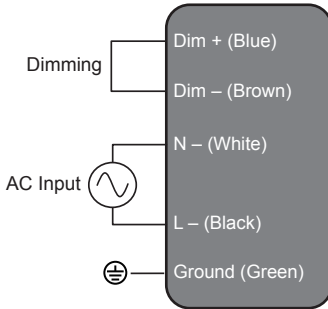 Dim + (Blue)
Dimming
Dim – (Brown)
N – (White)
AC Input
L – (Black)
Ground (Green)